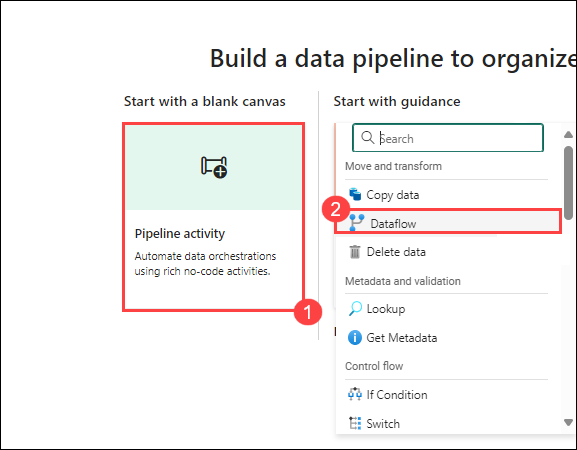 Build a data pipeline to organize
Start with a blank canvas
Start with guidance
Pipeline activity
Automate data orchestrations
using rich no-code activities.
1
Search
Move and transform
Copy data
2
Dataflow
Delete data
Metadata and validation
Lookup
Get Metadata
Control flow
If Condition
Switch